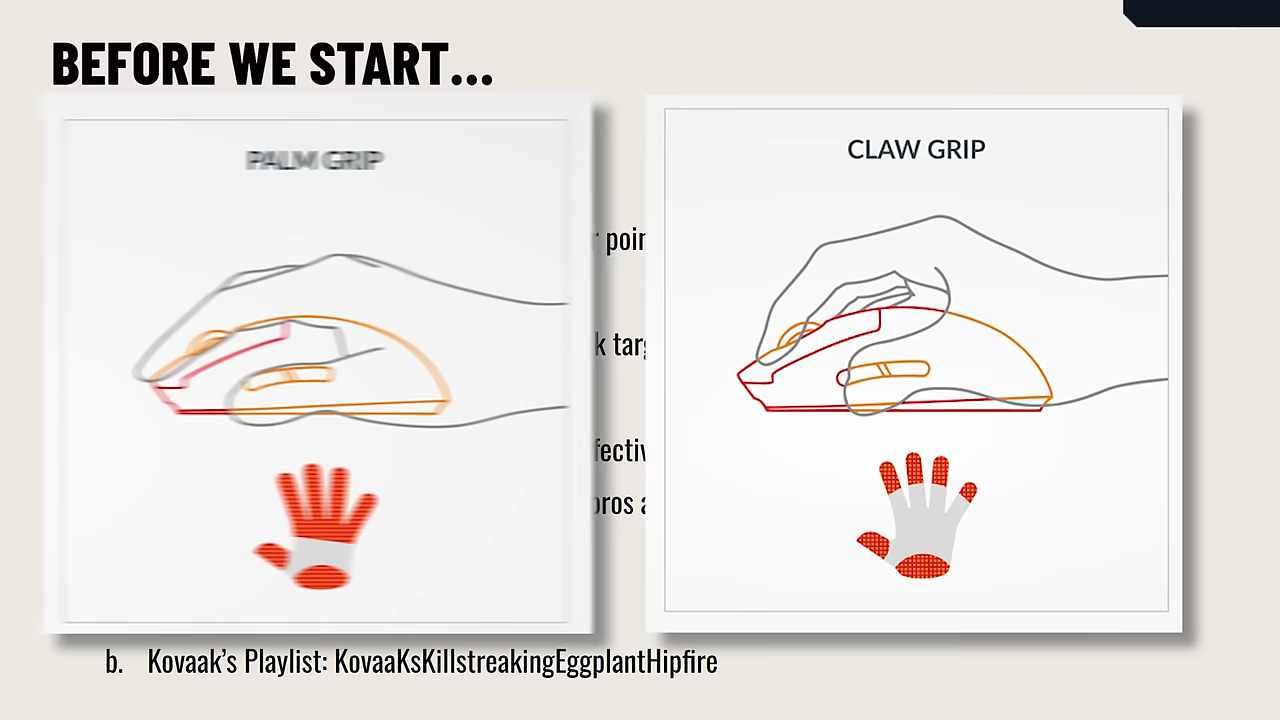 BEFORE WE START...
PALM GRIP
CLAW GRIP
b. Kovaak's Playlist: KovaaKsKillstreakingEggplantHipfire